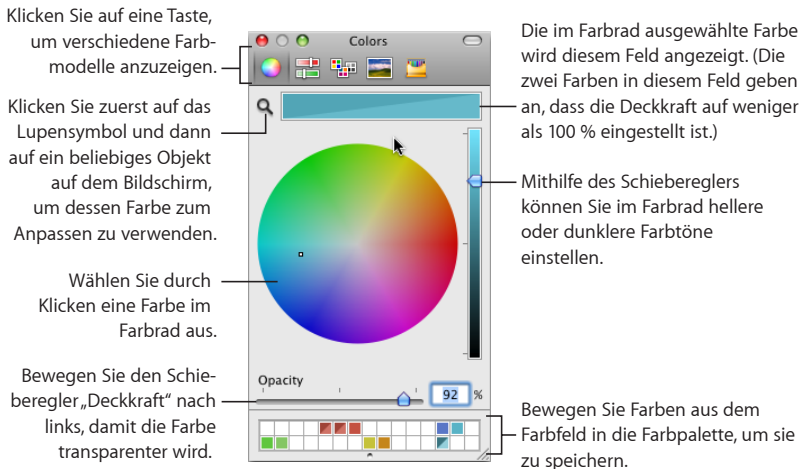 Klicken Sie auf eine Taste,
um verschiedene Farb-
modelle anzuzeigen.
Klicken Sie zuerst auf das
Lupensymbol und dann
auf ein beliebiges Objekt
auf dem Bildschirm,
um dessen Farbe zum
Anpassen zu verwenden.
Wählen Sie durch
Klicken eine Farbe im
Farbrad aus.
Bewegen Sie den Schie-
beregler „Deckkraft“ nach
links, damit die Farbe
transparenter wird.
Colors
Opacity
92 %
Die im Farbrad ausgewählte Farbe
wird diesem Feld angezeigt. (Die
zwei Farben in diesem Feld geben
an, dass die Deckkraft auf weniger
als 100 % eingestellt ist.)
Mithilfe des Schiebereglers
können Sie im Farbrad hellere
oder dunklere Farbtöne
einstellen.
Bewegen Sie Farben aus dem
Farbfeld in die Farbpalette, um sie
zu speichern.